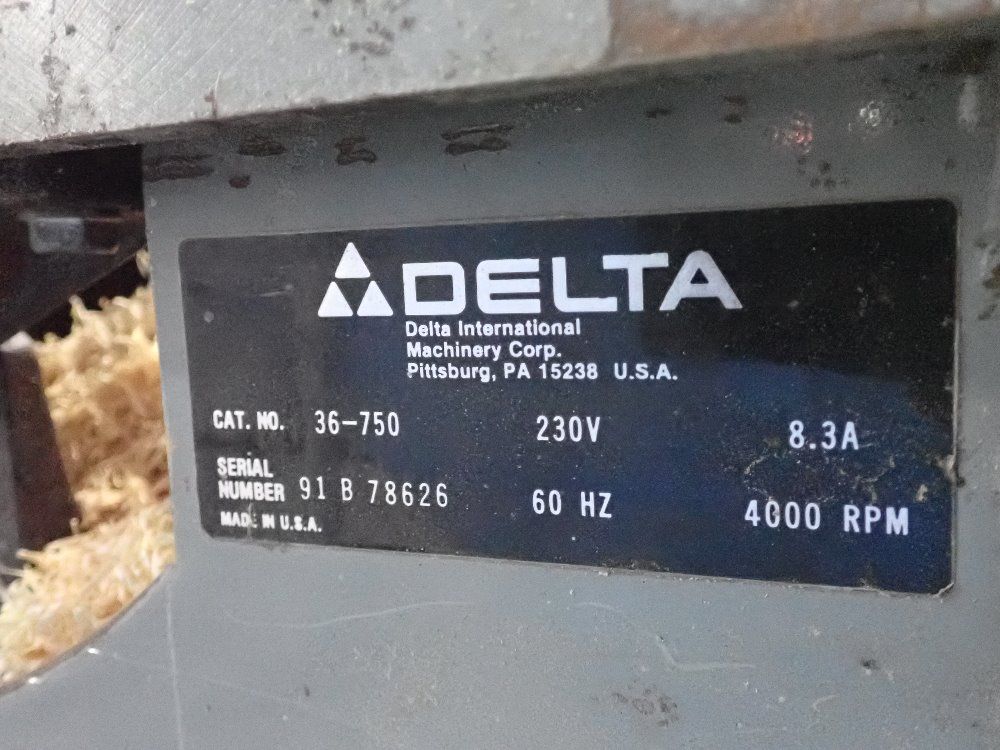 DELTA
Delta International
Machinery Corp.
Pittsburg, PA 15238 U.S.A.
CAT. NO. 36-750 230V 8.3A
SERIAL
NUMBER 91 B 78626 60 HZ 4000 RPM
MADE IN U.S.A.